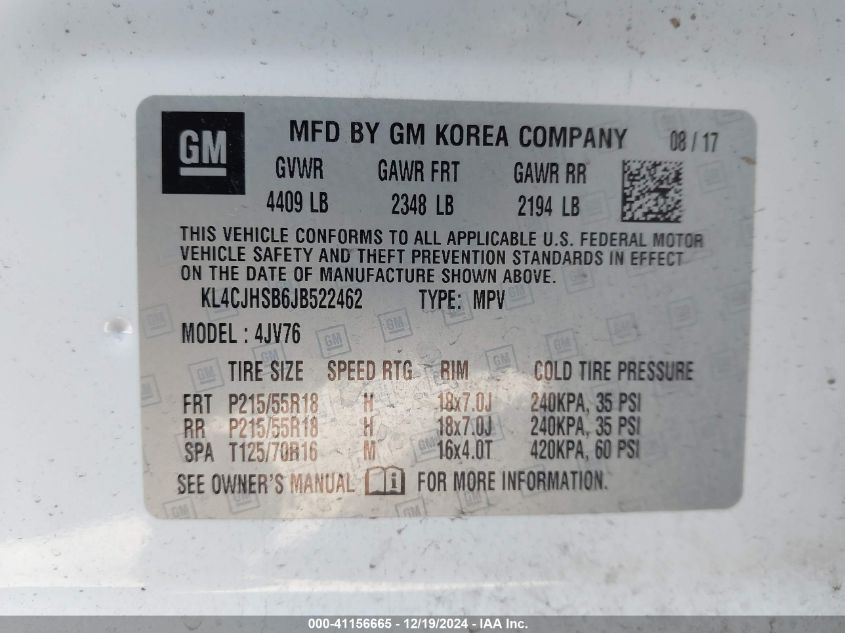 GM
MFD BY GM KOREA COMPANY 08 / 17
GVWR GAWR FRT GAWR RR
4409 LB 2348 LB 2194 LB
THIS VEHICLE CONFORMS TO ALL APPLICABLE U.S. FEDERAL MOTOR
VEHICLE SAFETY AND THEFT PREVENTION STANDARDS IN EFFECT
ON THE DATE OF MANUFACTURE SHOWN ABOVE.
KL4CJHSB6JB522462 TYPE: MPV
MODEL : 4JV76
TIRE SIZE SPEED RTG RIM COLD TIRE PRESSURE
FRT P215/55R18 H 18x7.0J 240KPA, 35 PSI
RR P215/55R18 H 18x7.0J 240KPA, 35 PSI
SPA T125/70R16 M 16x4.0T 420KPA, 60 PSI
SEE OWNER'S MANUAL i FOR MORE INFORMATION.
000-41156665 - 12/19/2024 - IAA Inc.